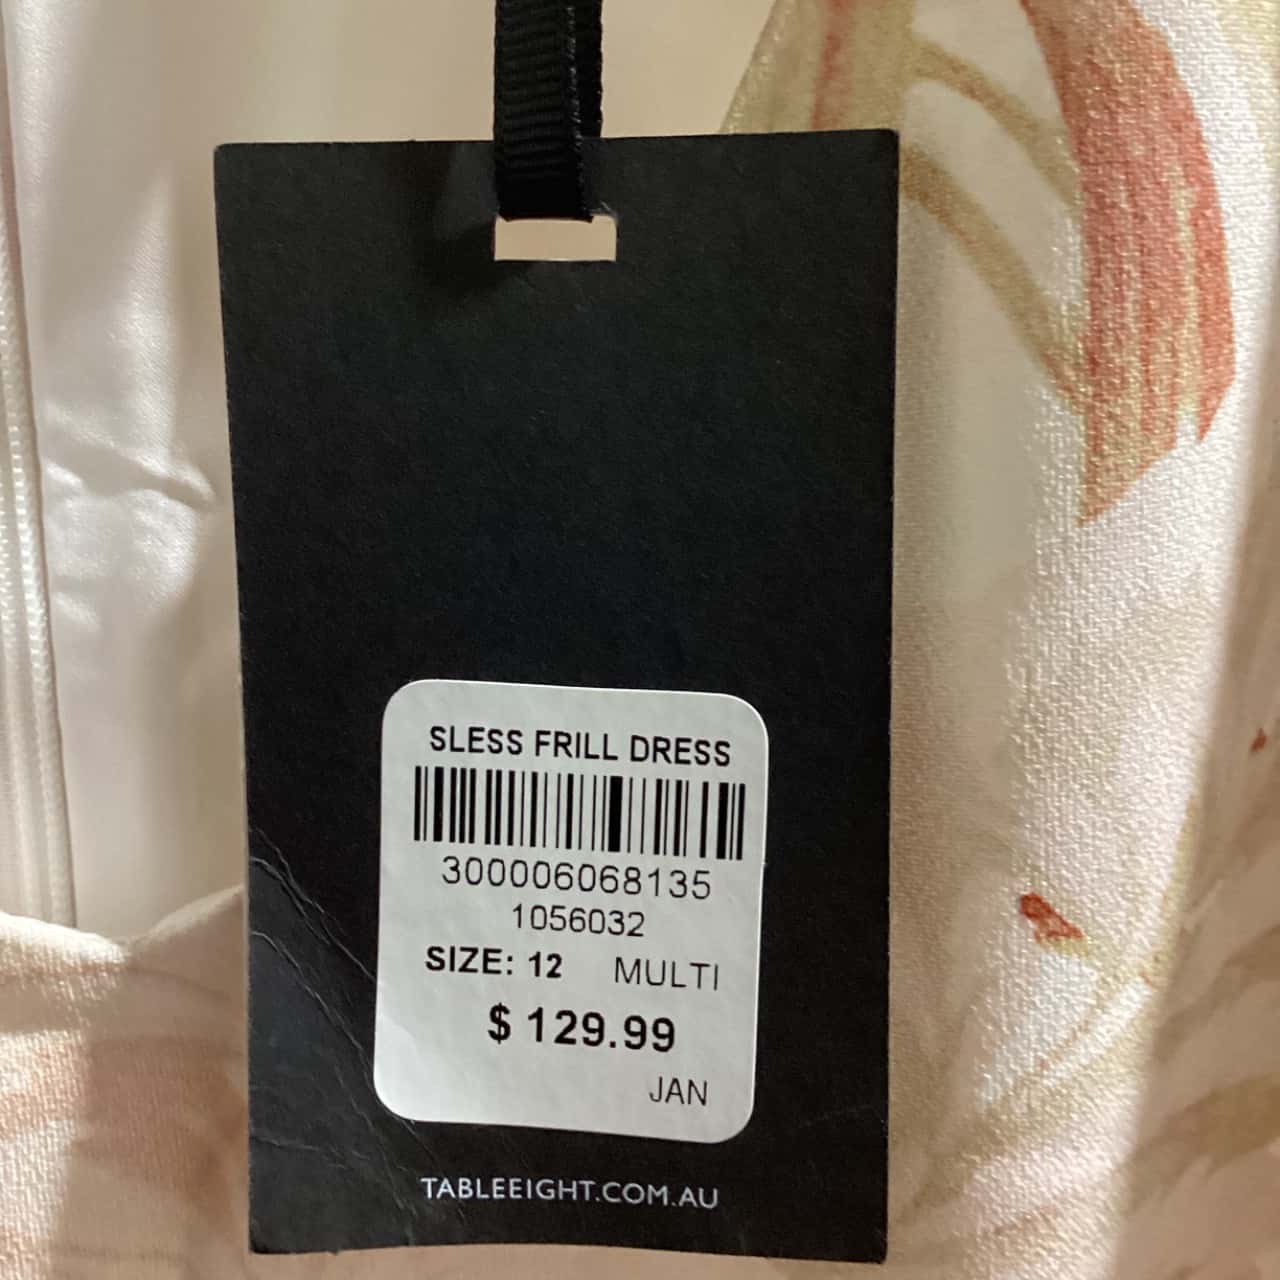 SLESS FRILL DRESS
300006068135
1056032
SIZE: 12 MULTI
$ 129.99
JAN
TABLEEIGHT.COM.AU